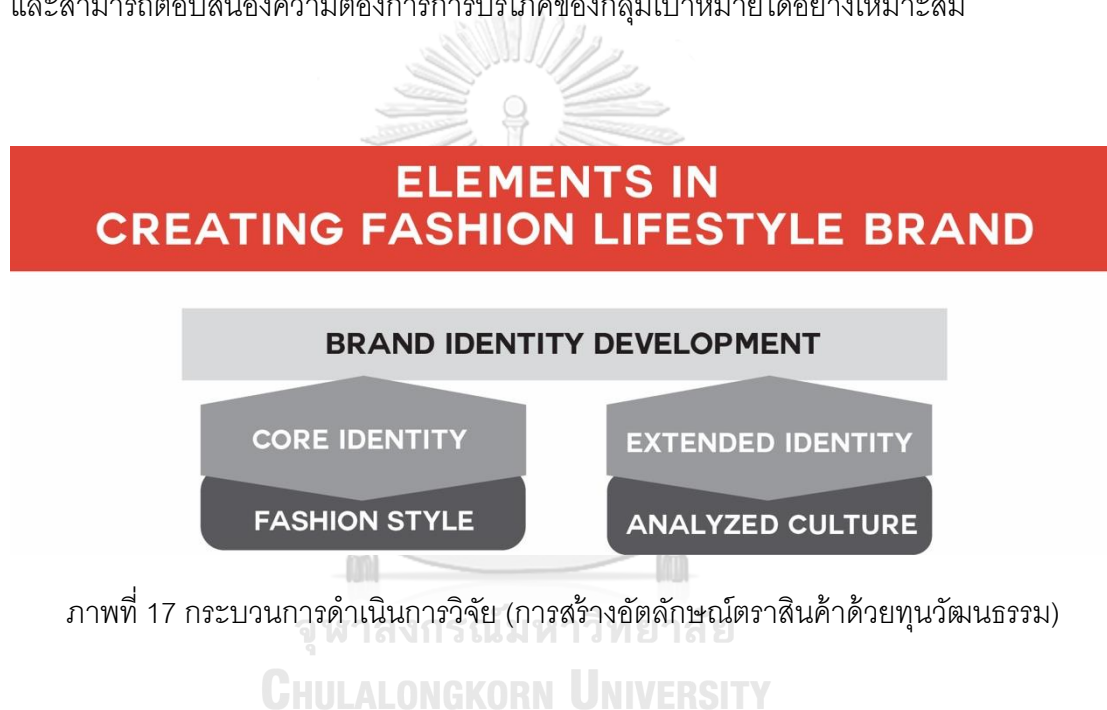 และสามารถตอบสนองความต้องการการบริโภคของกลุ่มเป้าหมายได้อย่างเหมาะสม
ELEMENTS IN
CREATING FASHION LIFESTYLE BRAND
BRAND IDENTITY DEVELOPMENT
CORE IDENTITY
EXTENDED IDENTITY
FASHION STYLE
ANALYZED CULTURE
ภาพที่ 17 กระบวนการดำเนินการวิจัย (การสร้างอัตลักษณ์ตราสินค้าด้วยทุนวัฒนธรรม)
จุฬาลงกรณ์มหาวิทยาลัย
CHULALONGKORN UNIVERSITY